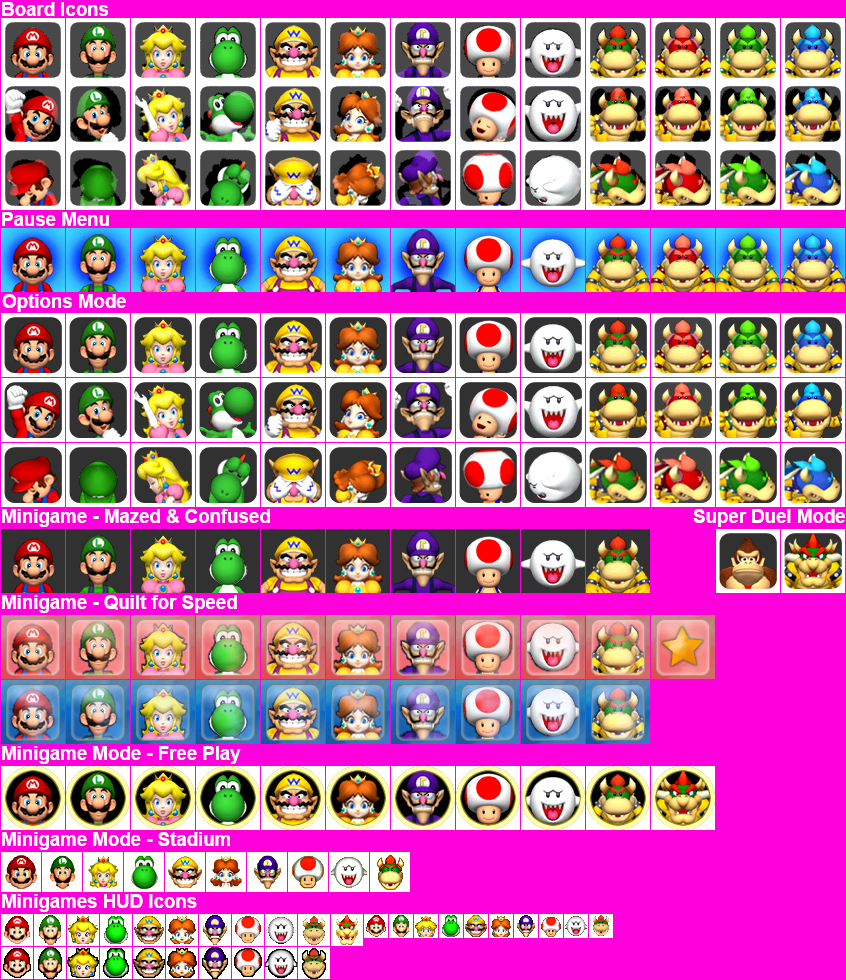 Board Icons
Pause Menu
Options Mode
Minigame - Mazed & Confused
Super Duel Mode
Minigame - Quilt for Speed
Minigame Mode - Free Play
Minigame Mode - Stadium
Minigames HUD Icons